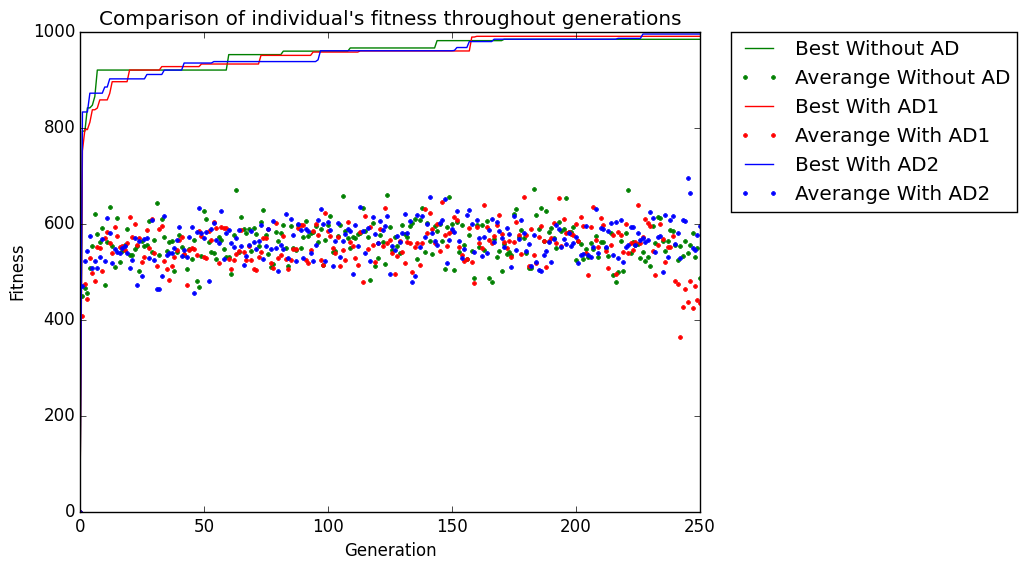 Comparison of individual's fitness throughout generations
1000
800
600
400
200
0
Fitness
0 50 100 150 200 250
Generation
Best Without AD
Averange Without AD
Best With AD1
Averange With AD1
Best With AD2
Averange With AD2